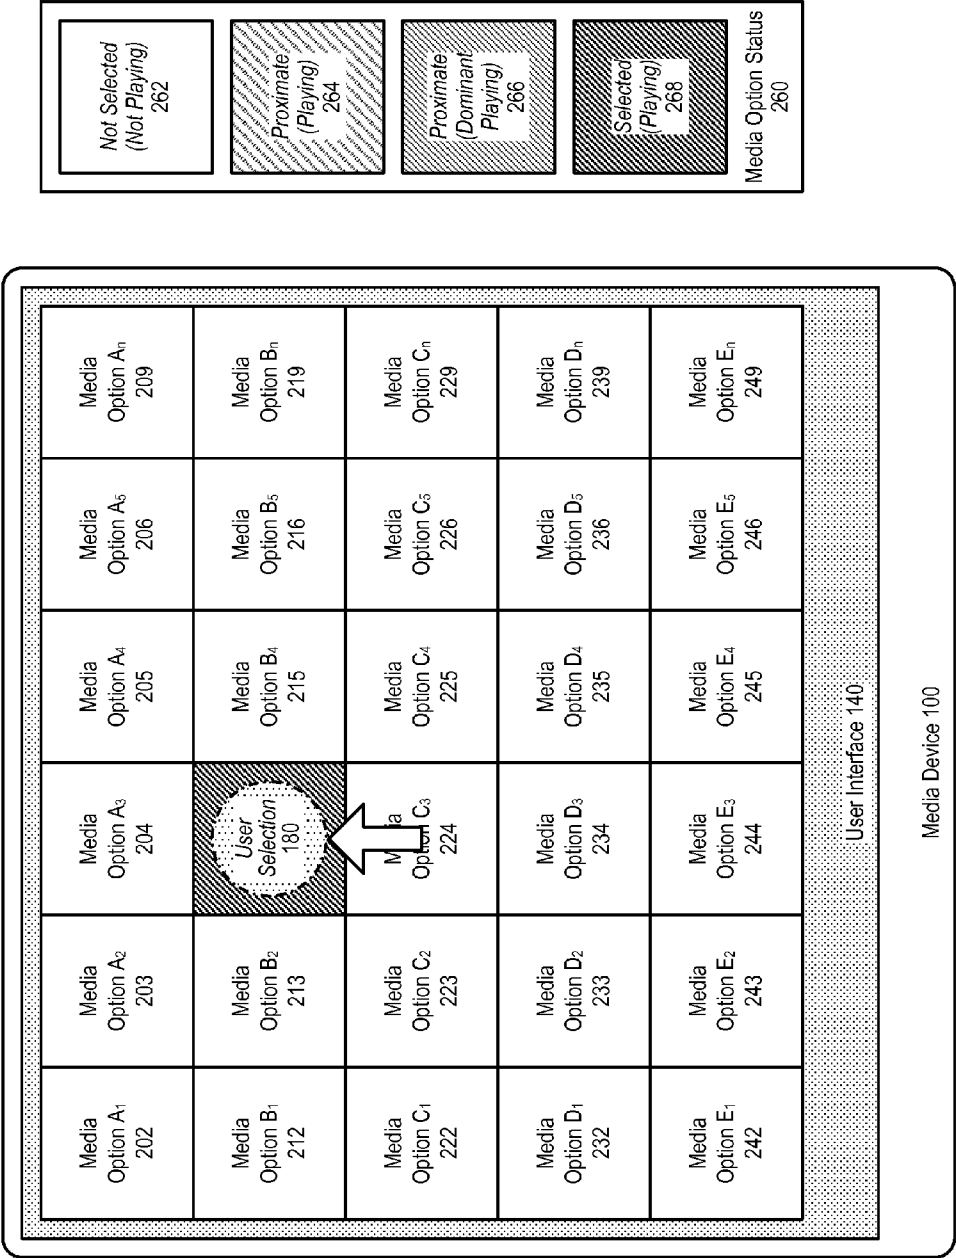 Media
Option A1
202
Media
Option A2
203
Media
Option A3
204
Media
Option A4
205
Media
Option A5
206
Media
Option An
209
Media
Option B1
212
Media
Option B2
213
User
Selection
180
Media
Option B4
215
Media
Option B5
216
Media
Option Bn
219
Media
Option C1
222
Media
Option C2
223
Option C3
224
Media
Option C4
225
Media
Option C5
226
Media
Option Cn
229
Media
Option D1
232
Media
Option D2
233
Media
Option D3
234
Media
Option D4
235
Media
Option D5
236
Media
Option Dn
239
Media
Option E1
242
Media
Option E2
243
Media
Option E3
244
Media
Option E4
245
Media
Option E5
246
Media
Option En
249
User Interface 140
Media Device 100
Not Selected
(Not Playing)
262
Proximate
(Playing)
264
Proximate
(Dominant
Playing)
266
Selected
(Playing)
268
Media Option Status
260